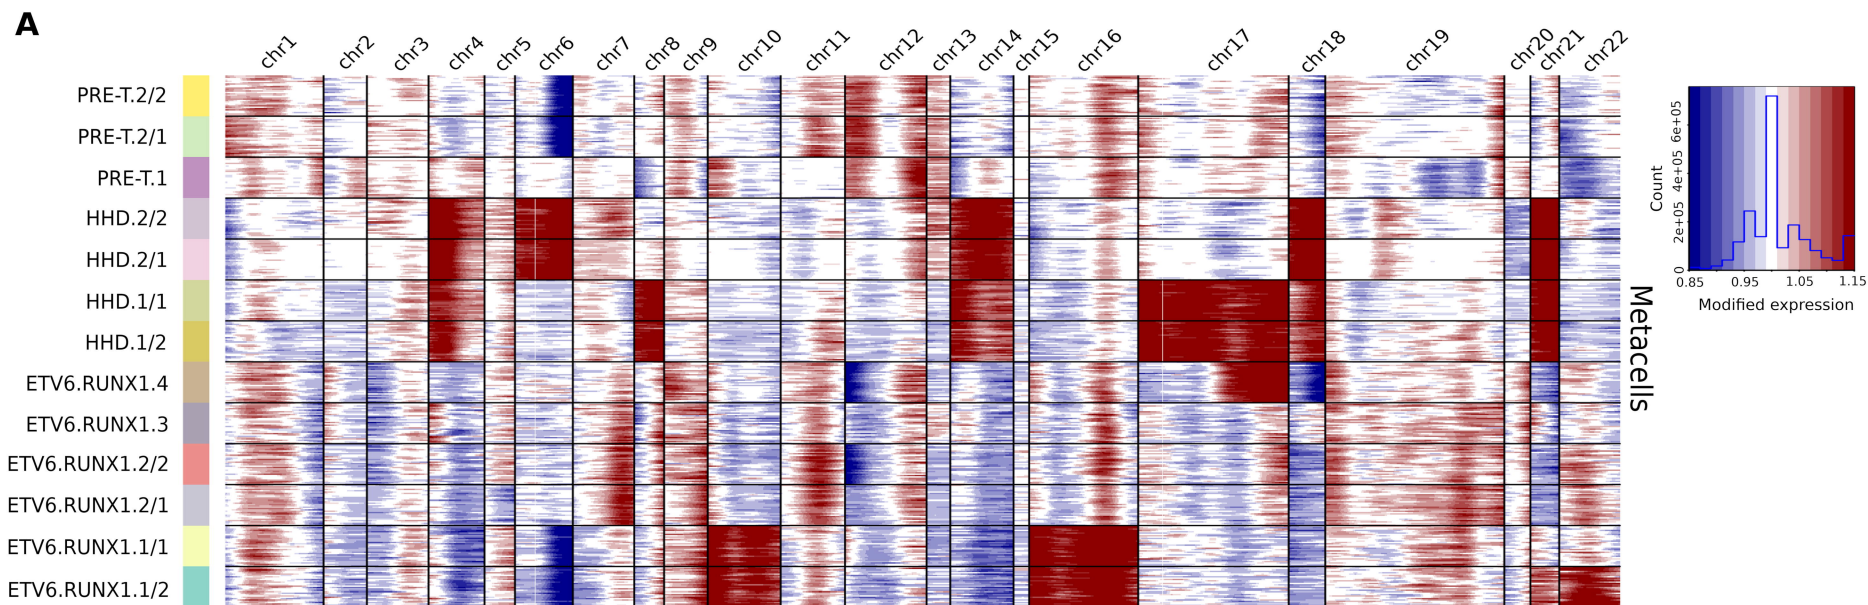 A
chr1 chr2 chr3 chr4 chr5 chr6 chr7 chr8 chr9 chr10 chr11 chr12 chr13 chr14 chr15 chr16 chr17 chr18 chr19 chr20 chr21 chr22
PRE-T.2/2
PRE-T.2/1
PRE-T.1
HHD.2/2
HHD.2/1
HHD.1/1
HHD.1/2
ETV6.RUNX1.4
ETV6.RUNX1.3
ETV6.RUNX1.2/2
ETV6.RUNX1.2/1
ETV6.RUNX1.1/1
ETV6.RUNX1.1/2
Metacells
Count
0 2e+05 4e+05 6e+05
0.85 0.95 1.05 1.15
Modified expression